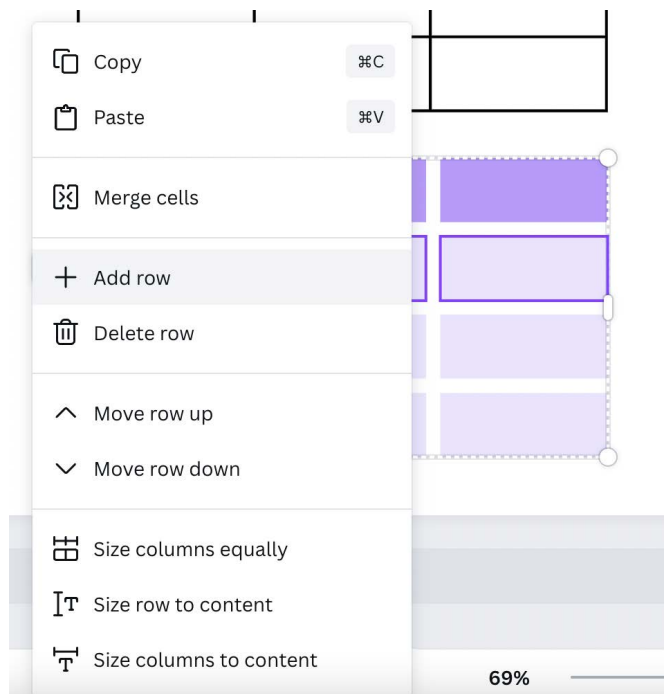 Copy ⌘C
Paste ⌘V
Merge cells
Add row
Delete row
Move row up
Move row down
Size columns equally
Size row to content
Size columns to content
69%